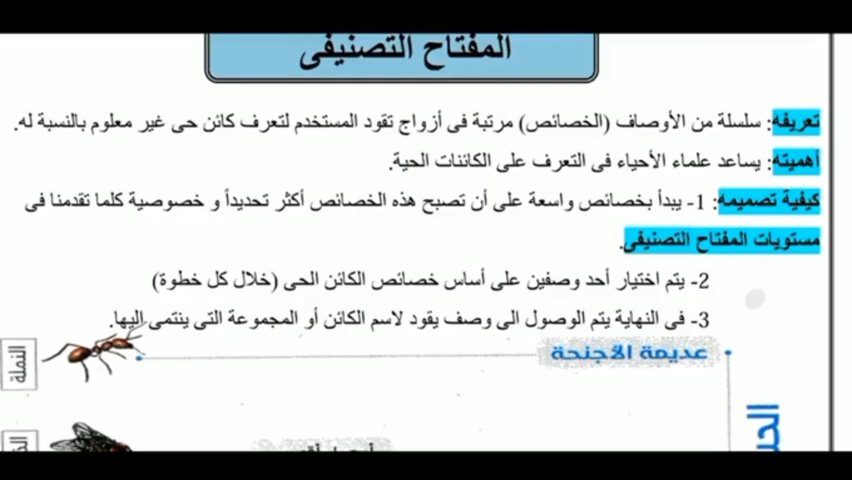 المفتاح التصنيفى
تعريفه: سلسلة من الأوصاف (الخصائص) مرتبة فى أزواج تقود المستخدم لتعرف كائن حى غير معلوم بالنسبة له.
أهميته: يساعد علماء الأحياء فى التعرف على الكائنات الحية.
كيفية تصميمه: 1- يبدأ بخصائص واسعة على أن تصبح هذه الخصائص أكثر تحديداً و خصوصية كلما تقدمنا فى
مستويات المفتاح التصنيفى.
2- يتم اختيار أحد وصفين على أساس خصائص الكائن الحى (خلال كل خطوة)
3- فى النهاية يتم الوصول الى وصف يقود لاسم الكائن أو المجموعة التى ينتمى اليها.
عديمة الأجنحة
النملة